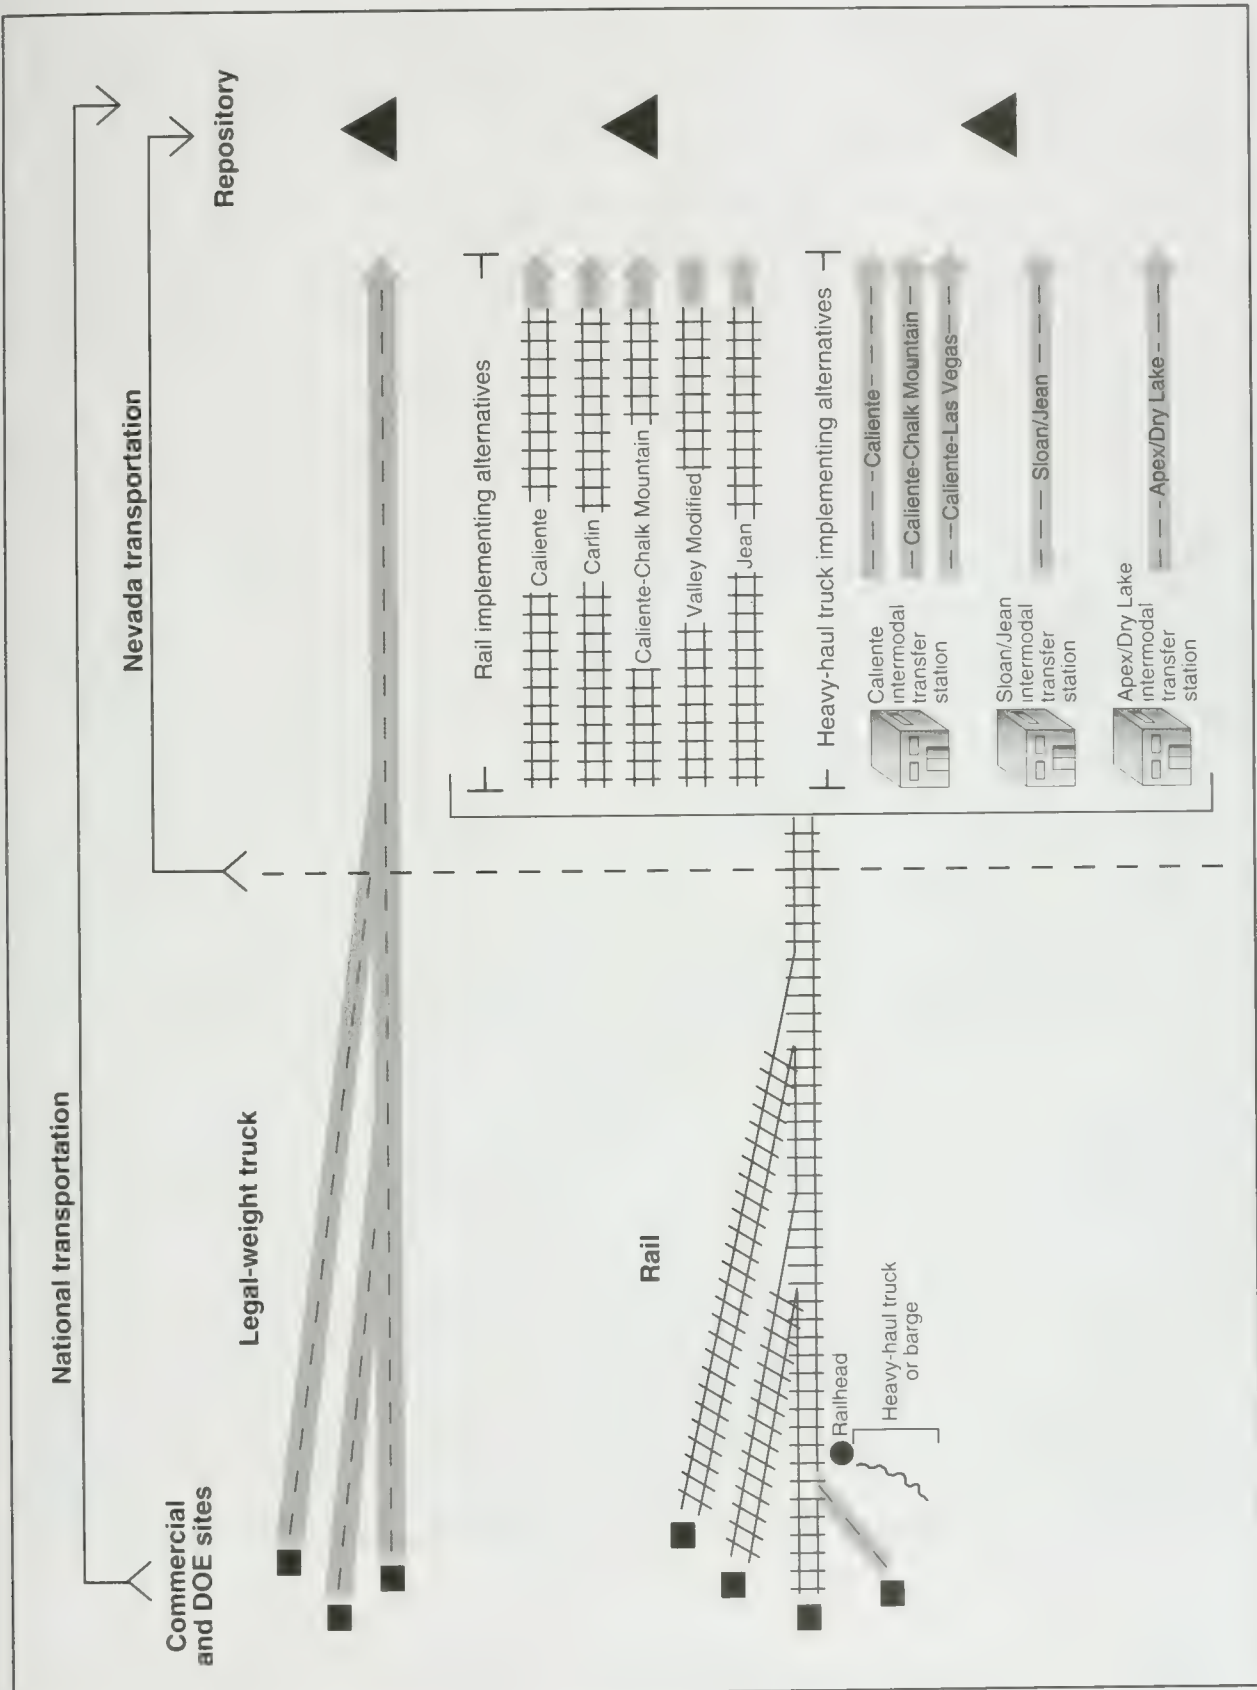 National transportation
Nevada transportation
Commercial
and DOE sites
Repository
Legal-weight truck
Rail
Rail implementing alternatives
Caliente
Carlin
Caliente-Chalk Mountain
Valley Modified
Jean
Railhead
Heavy-haul truck
or barge
Heavy-haul truck implementing alternatives
Caliente
intermodal
transfer
station
Caliente
Caliente-Chalk Mountain
Caliente-Las Vegas
Sloan/Jean
intermodal
transfer
station
Sloan/Jean
Apex/Dry Lake
intermodal
transfer
station
Apex/Dry Lake